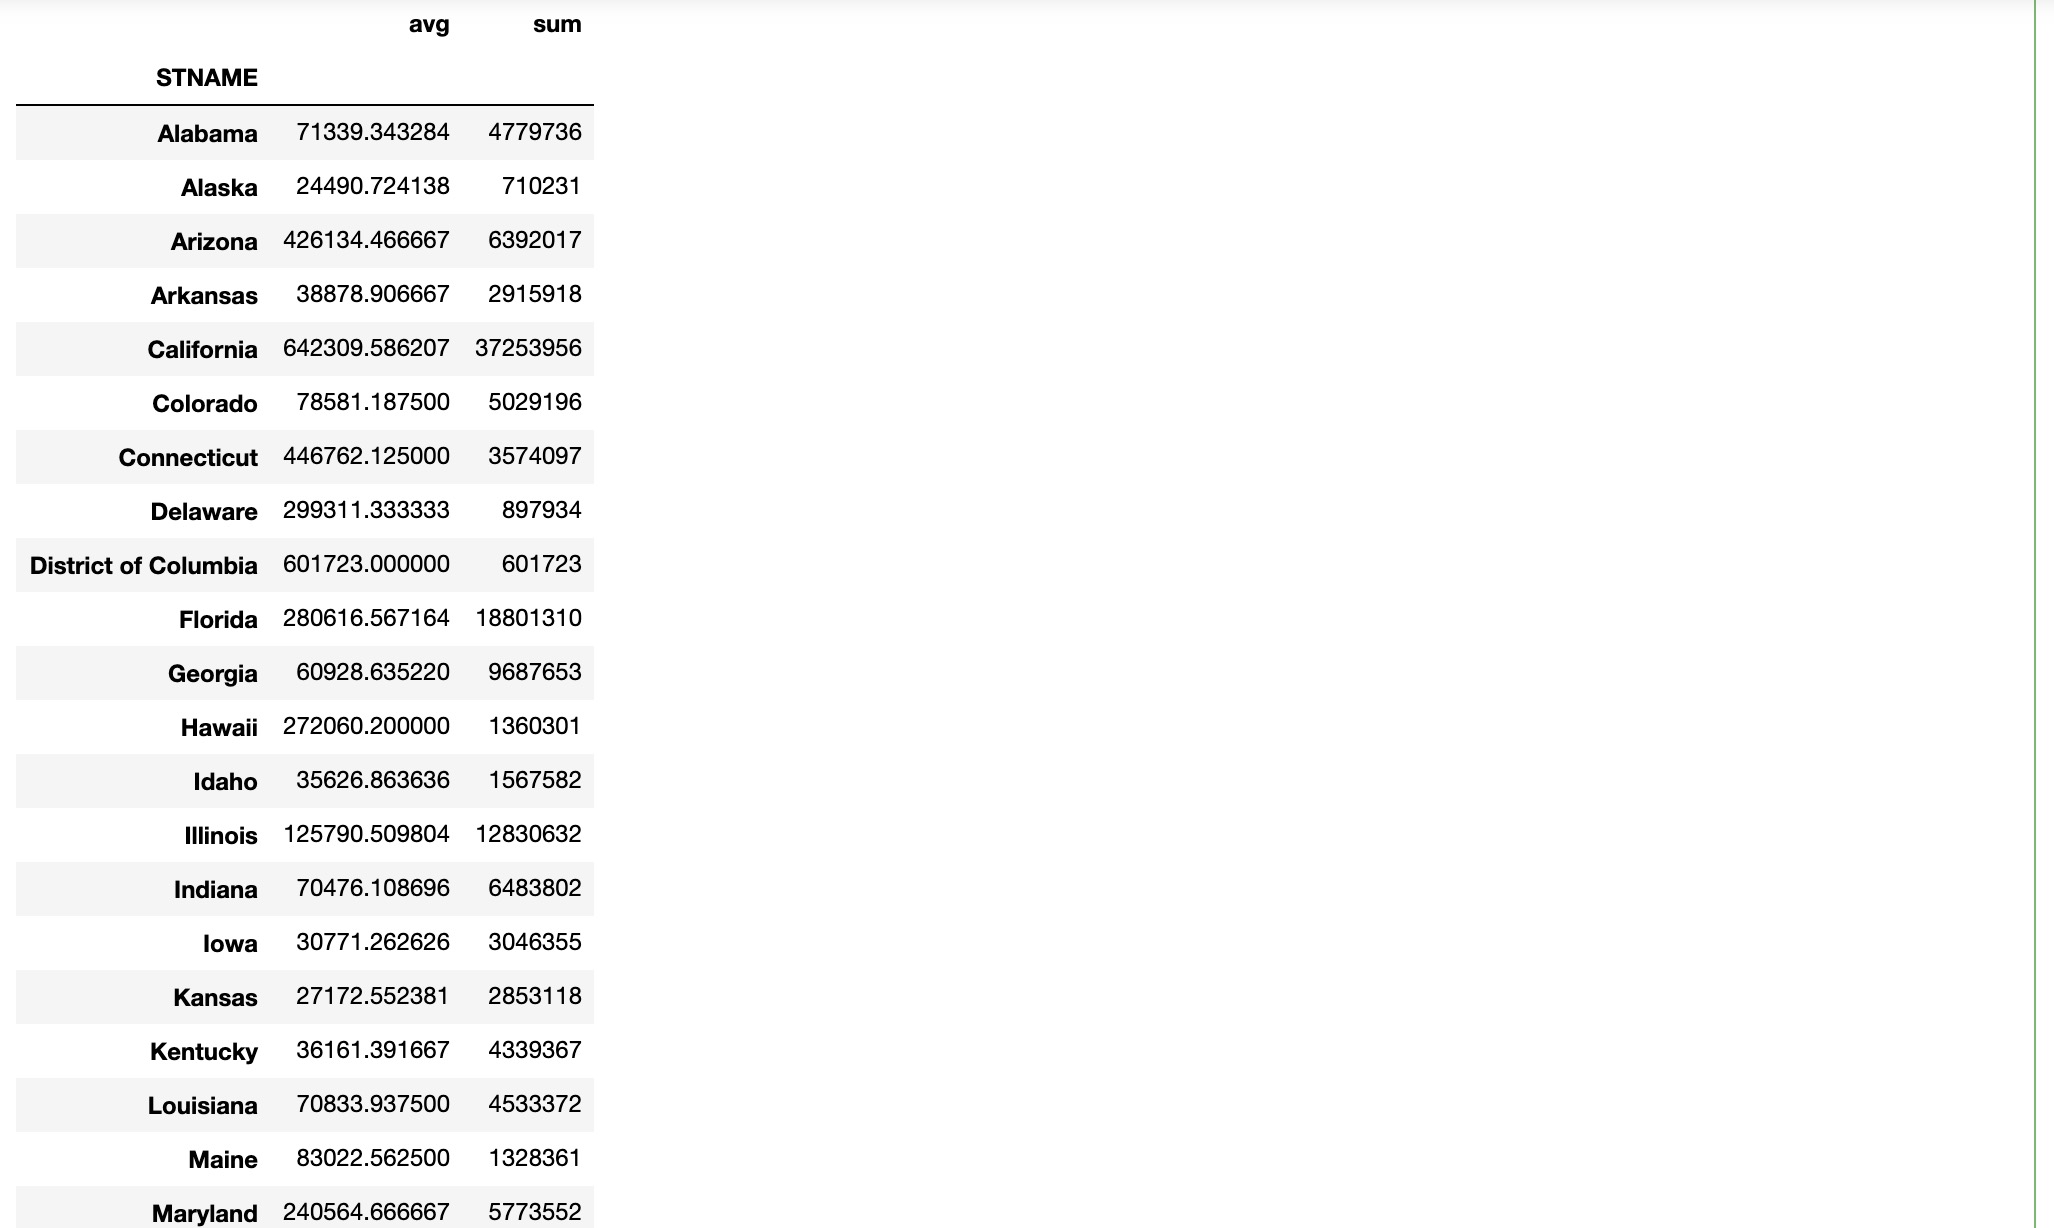 avg sum
STNAME
Alabama 71339.343284 4779736
Alaska 24490.724138 710231
Arizona 426134.466667 6392017
Arkansas 38878.906667 2915918
California 642309.586207 37253956
Colorado 78581.187500 5029196
Connecticut 446762.125000 3574097
Delaware 299311.333333 897934
District of Columbia 601723.000000 601723
Florida 280616.567164 18801310
Georgia 60928.635220 9687653
Hawaii 272060.200000 1360301
Idaho 35626.863636 1567582
Illinois 125790.509804 12830632
Indiana 70476.108696 6483802
Iowa 30771.262626 3046355
Kansas 27172.552381 2853118
Kentucky 36161.391667 4339367
Louisiana 70833.937500 4533372
Maine 83022.562500 1328361
Maryland 240564.666667 5773552